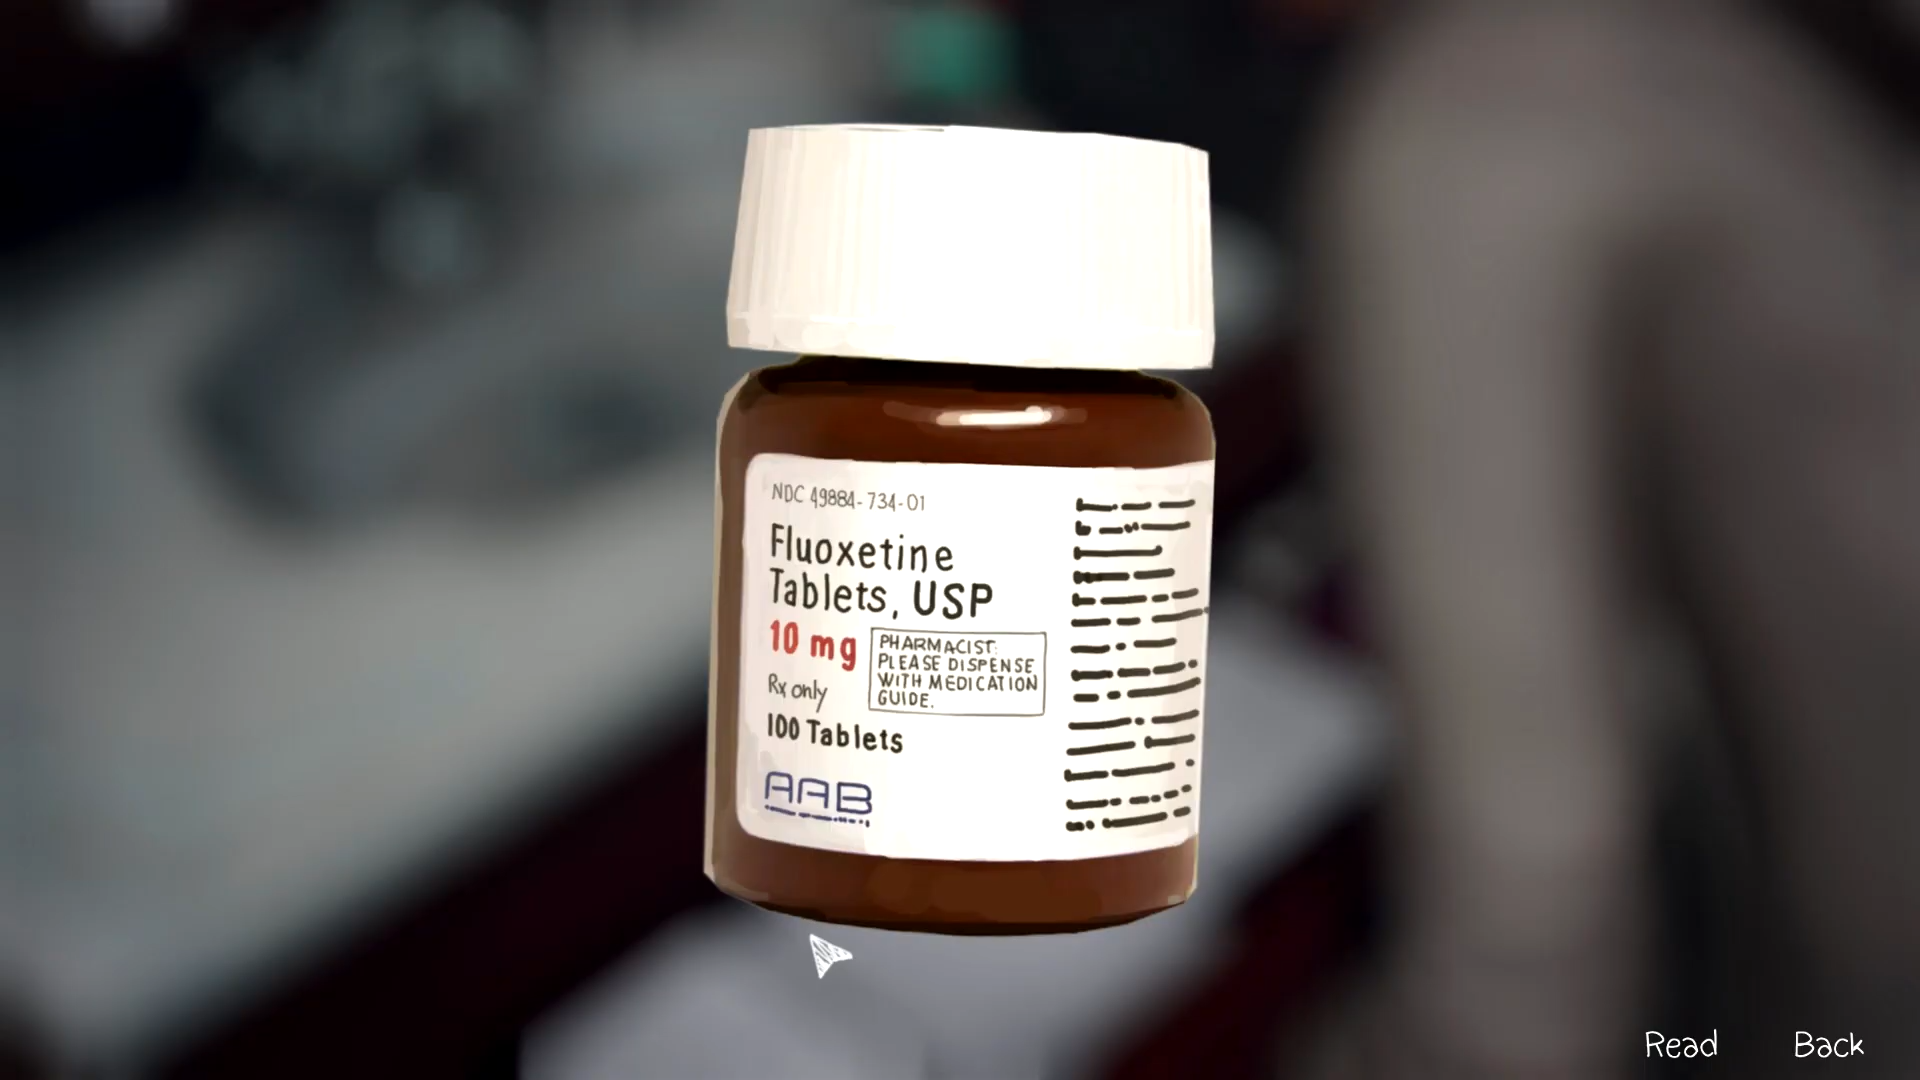 NDC 49884-734-01
Fluoxetine
Tablets, USP
10 mg
PHARMACIST:
PLEASE DISPENSE
WITH MEDICATION
GUIDE.
Rx only
100 Tablets
AAB
Read
Back